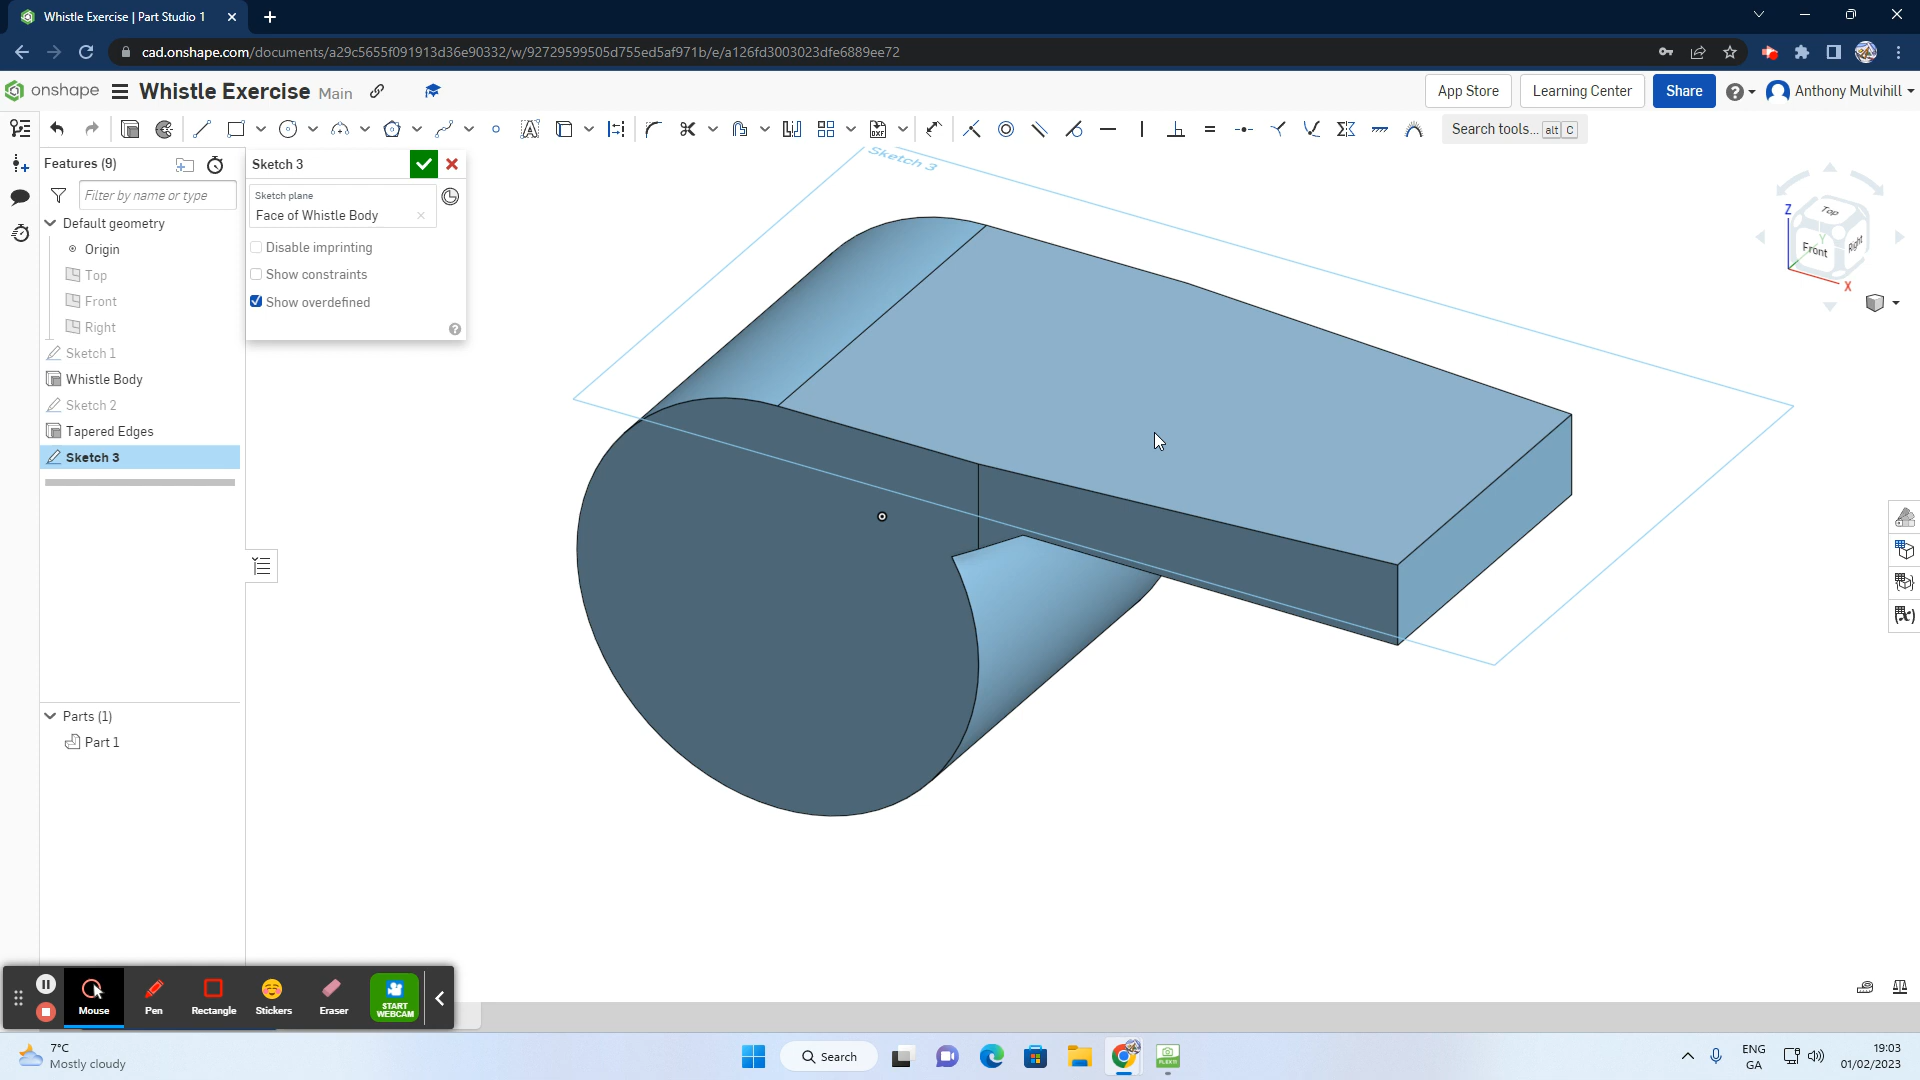 Whistle Exercise | Part Studio 1
cad.onshape.com/documents/a29c5655f091913d36e90332/w/92729599505d755ed5af971b/e/a126fd3003023dfe6889ee72
onshape Whistle Exercise Main App Store Learning Center Share Anthony Mulvihill
Search tools... alt C
Features (9)
Filter by name or type
Default geometry
Origin
Top
Front
Right
Sketch 1
Whistle Body
Sketch 2
Tapered Edges
Sketch 3
Parts (1)
Part 1
Sketch 3
Sketch plane
Face of Whistle Body
Disable imprinting
Show constraints
Show overdefined
Sketch 3
Z
Top
Y
Front
Right
X
Mouse
Pen
Rectangle
Stickers
Eraser
START
WEBCAM
7°C
Mostly cloudy
Search
ENG
GA
19:03
01/02/2023